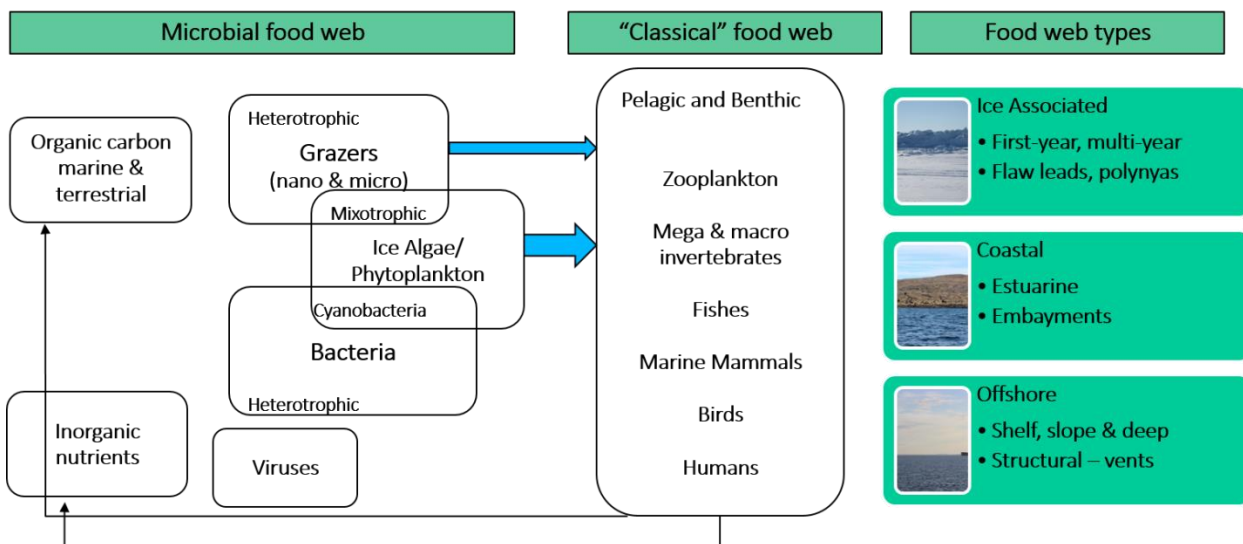 Microbial food web
“Classical” food web
Food web types
Organic carbon
marine &
terrestrial
Inorganic
nutrients
Heterotrophic
Grazers
(nano & micro)
Mixotrophic
Ice Algae/
Phytoplankton
Cyanobacteria
Bacteria
Heterotrophic
Viruses
Pelagic and Benthic
Zooplankton
Mega & macro
invertebrates
Fishes
Marine Mammals
Birds
Humans
Ice Associated
• First-year, multi-year
• Flaw leads, polynyas
Coastal
• Estuarine
• Embayments
Offshore
• Shelf, slope & deep
• Structural – vents